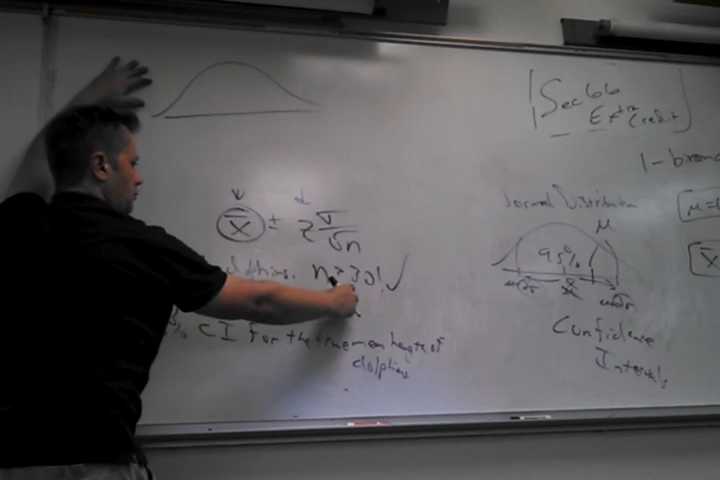 Sec 6.6
Extra Credit
1 - binom
Normal Distribution
μ
95%
x̄ ± z σ/√n
dolphins. n > 30! ✓
% CI for the true mean height of
dolphins
Confidence
Intervals
μ =
x̄